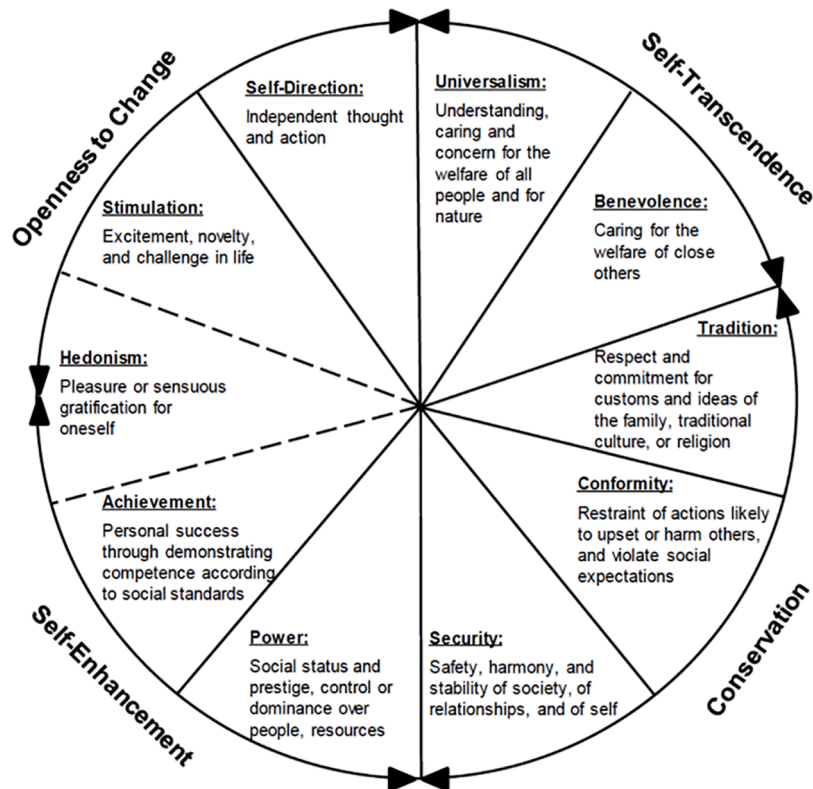 Openness to Change
Self-Transcendence
Self-Direction:
Independent thought
and action
Universalism:
Understanding,
caring and
concern for the
welfare of all
people and for
nature
Stimulation:
Excitement, novelty,
and challenge in life
Benevolence:
Caring for the
welfare of close
others
Hedonism:
Pleasure or sensuous
gratification for
oneself
Tradition:
Respect and
commitment for
customs and ideas of
the family, traditional
culture, or religion
Achievement:
Personal success
through demonstrating
competence according
to social standards
Conformity:
Restraint of actions likely
to upset or harm others,
and violate social
expectations
Power:
Social status and
prestige, control or
dominance over
people, resources
Security:
Safety, harmony, and
stability of society, of
relationships, and of self
Self-Enhancement
Conservation